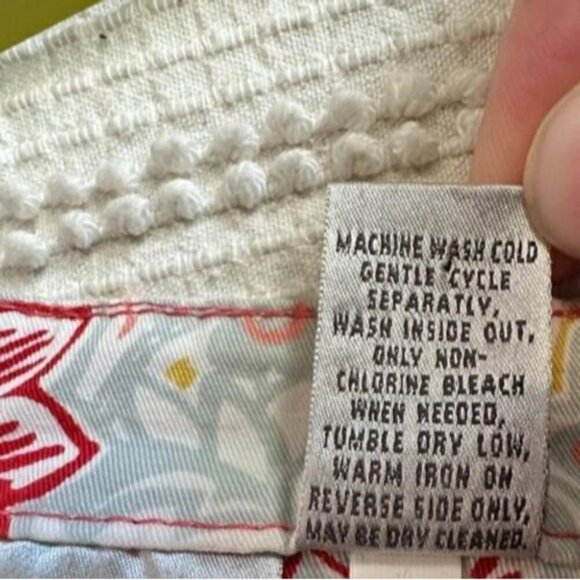 MACHINE WASH COLD
GENTLE CYCLE
SEPARATLY,
WASH INSIDE OUT,
ONLY NON-
CHLORINE BLEACH
WHEN NEEDED,
TUMBLE DRY LOW,
WARM IRON ON
REVERSE SIDE ONLY,
MAY BE DRY CLEANED.